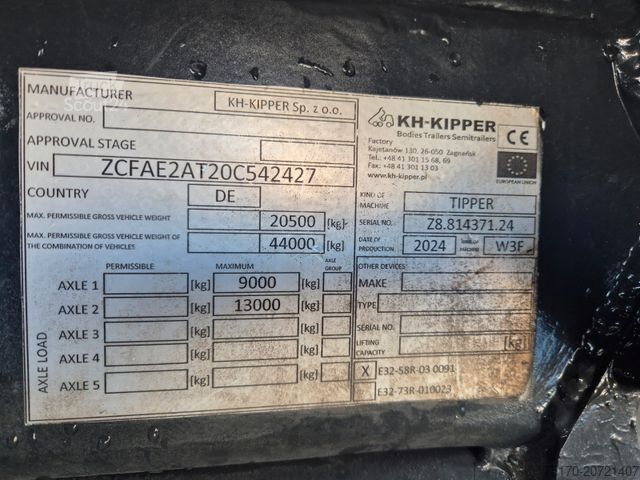 MANUFACTURER KH-KIPPER Sp. z o.o.
APPROVAL NO.
APPROVAL STAGE
VIN ZCFAE2AT20C542427
COUNTRY DE
MAX. PERMISSIBLE GROSS VEHICLE WEIGHT 20500 [kg]
MAX. PERMISSIBLE GROSS VEHICLE WEIGHT OF THE COMBINATION OF VEHICLES 44000 [kg]
PERMISSIBLE MAXIMUM AXLE GROUP
AXLE LOAD
AXLE 1 [kg] 9000 [kg]
AXLE 2 [kg] 13000 [kg]
AXLE 3 [kg] [kg]
AXLE 4 [kg] [kg]
AXLE 5 [kg] [kg]
KH-KIPPER
Bodies Trailers Semitrailers
CE
Factory
Kajetanów 130, 26-050 Zagnańsk
Tel.: +48 41 301 15 68, 69
Fax: +48 41 301 13 03
www.kh-kipper.pl
EUROPEAN UNION
KIND OF MACHINE TIPPER
SERIAL NO. Z8.814371.24
DATE OF PRODUCTION 2024 KIND OF MACHINE W3F
OTHER DEVICES
MAKE
TYPE
SERIAL NO.
LIFTING CAPACITY [kg]
X E32-58R-03 0091
E32-73R-010023
Scout24
170-20721407